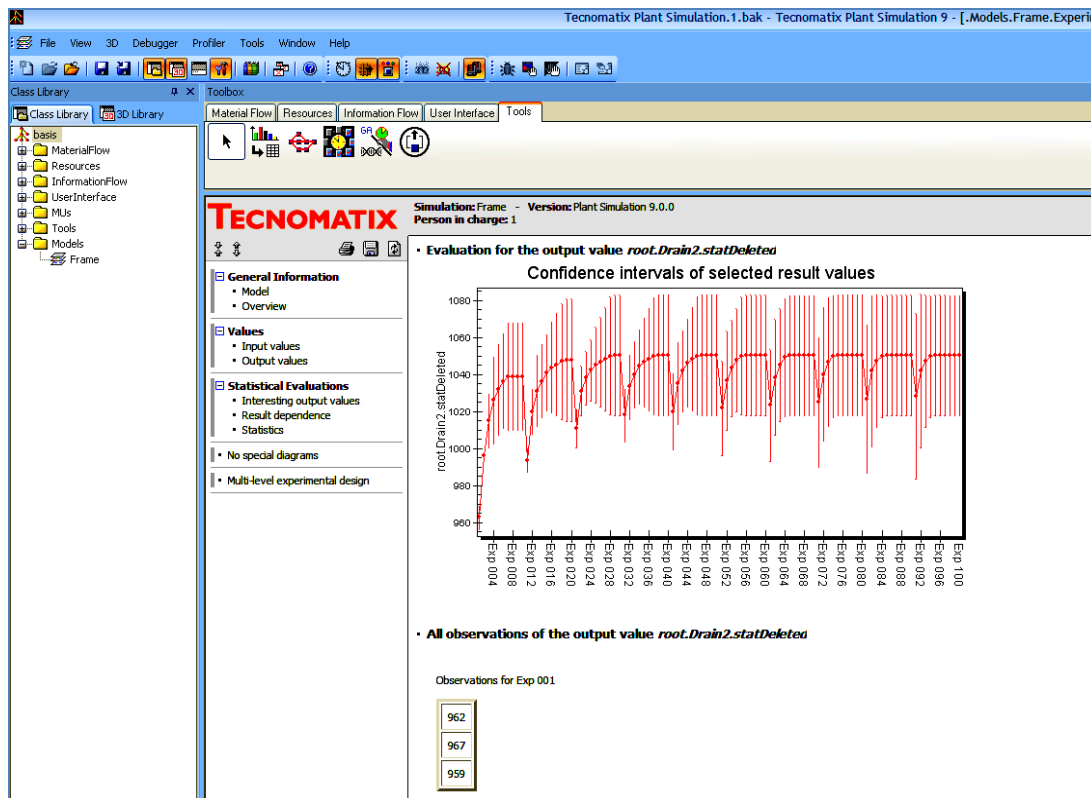 Tecnomatix Plant Simulation.1.bak - Tecnomatix Plant Simulation 9 - [.Models.Frame.Experi
File View 3D Debugger Profiler Tools Window Help
Class Library
Toolbox
Class Library 3D Library
Material Flow Resources Information Flow User Interface Tools
basis
MaterialFlow
Resources
InformationFlow
UserInterface
MUs
Tools
Models
Frame
GA
TECNOMATIX
Simulation: Frame - Version: Plant Simulation 9.0.0
Person in charge: 1
General Information
Model
Overview
Values
Input values
Output values
Statistical Evaluations
Interesting output values
Result dependence
Statistics
No special diagrams
Multi-level experimental design
Evaluation for the output value root.Drain2.statDeleted
Confidence intervals of selected result values
root.Drain2.statDeleted
1080
1060
1040
1020
1000
980
960
Exp 004
Exp 008
Exp 012
Exp 016
Exp 020
Exp 024
Exp 028
Exp 032
Exp 036
Exp 040
Exp 044
Exp 048
Exp 052
Exp 056
Exp 060
Exp 064
Exp 068
Exp 072
Exp 076
Exp 080
Exp 084
Exp 088
Exp 092
Exp 096
Exp 100
All observations of the output value root.Drain2.statDeleted
Observations for Exp 001
962
967
959